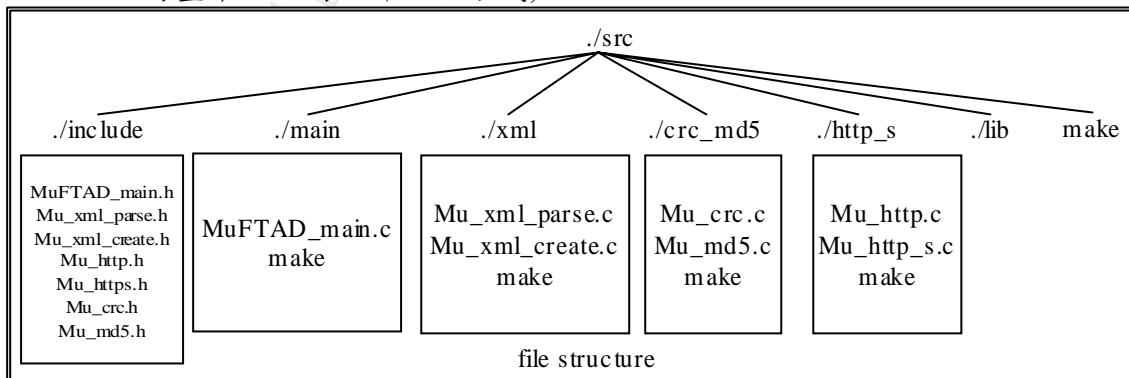 ./src
./include ./main ./xml ./crc_md5 ./http_s ./lib make
MuFTAD_main.h
Mu_xml_parse.h
Mu_xml_create.h
Mu_http.h
Mu_https.h
Mu_crc.h
Mu_md5.h
MuFTAD_main.c
make
Mu_xml_parse.c
Mu_xml_create.c
make
Mu_crc.c
Mu_md5.c
make
Mu_http.c
Mu_http_s.c
make
file structure